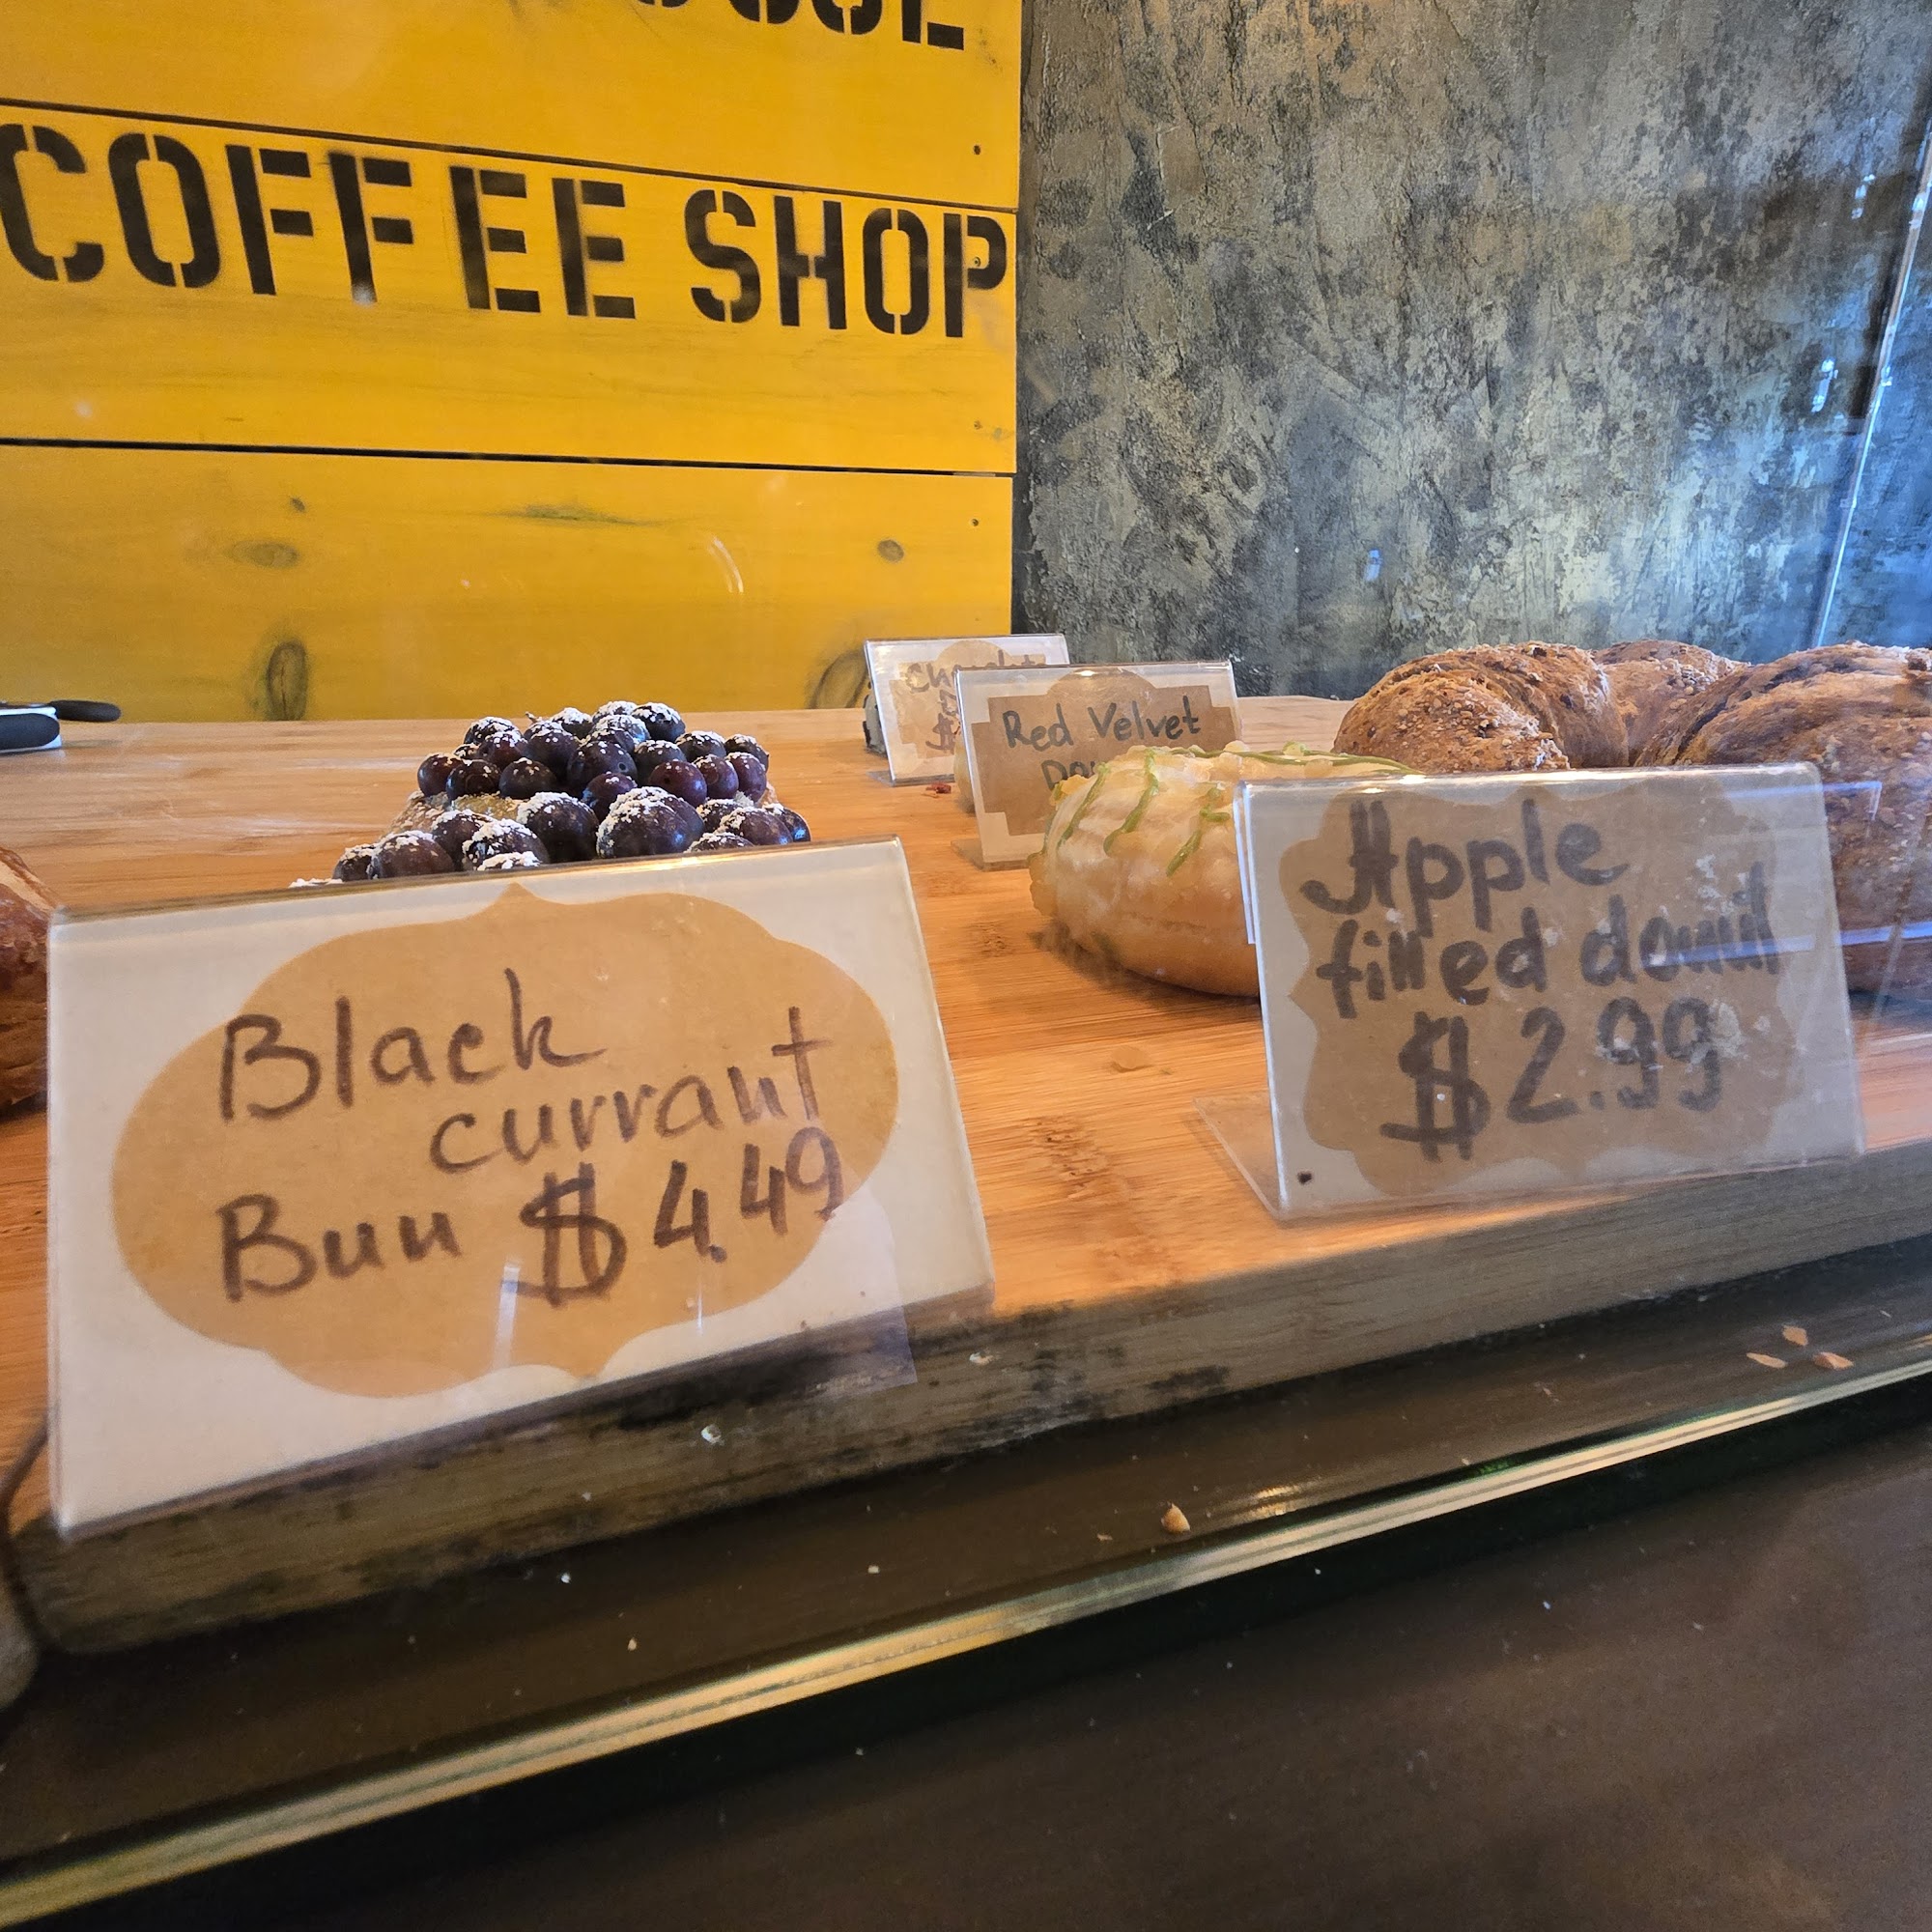 COFFEE SHOP
Red Velvet
Black
currant
Bun $4.49
Apple
filled donut
$2.99